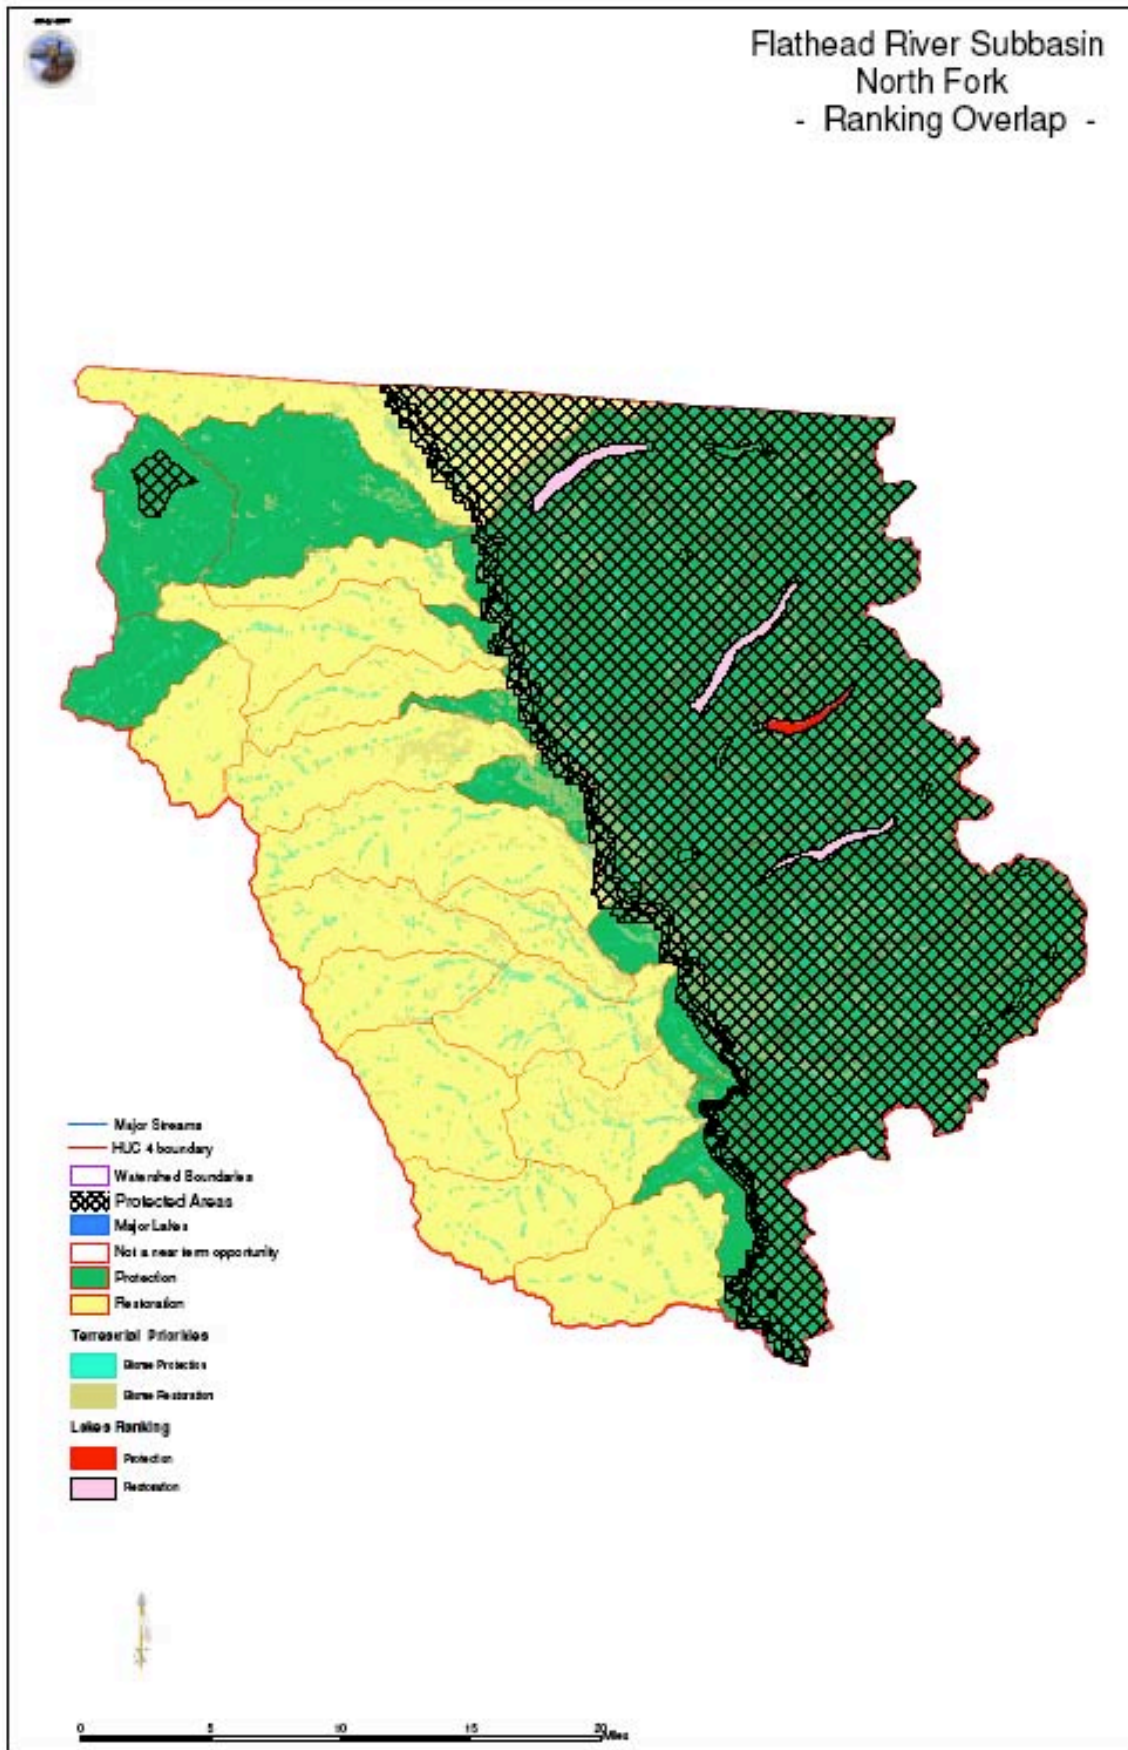 Flathead River Subbasin
North Fork
- Ranking Overlap -
Major Streams
HUC 4 boundary
Watershed Boundaries
Protected Areas
Major Lakes
Not a near term opportunity
Protection
Restoration
Terrestrial Priorities
Biome Protection
Biome Restoration
Lakes Ranking
Protection
Restoration
0 5 10 15 20 Miles